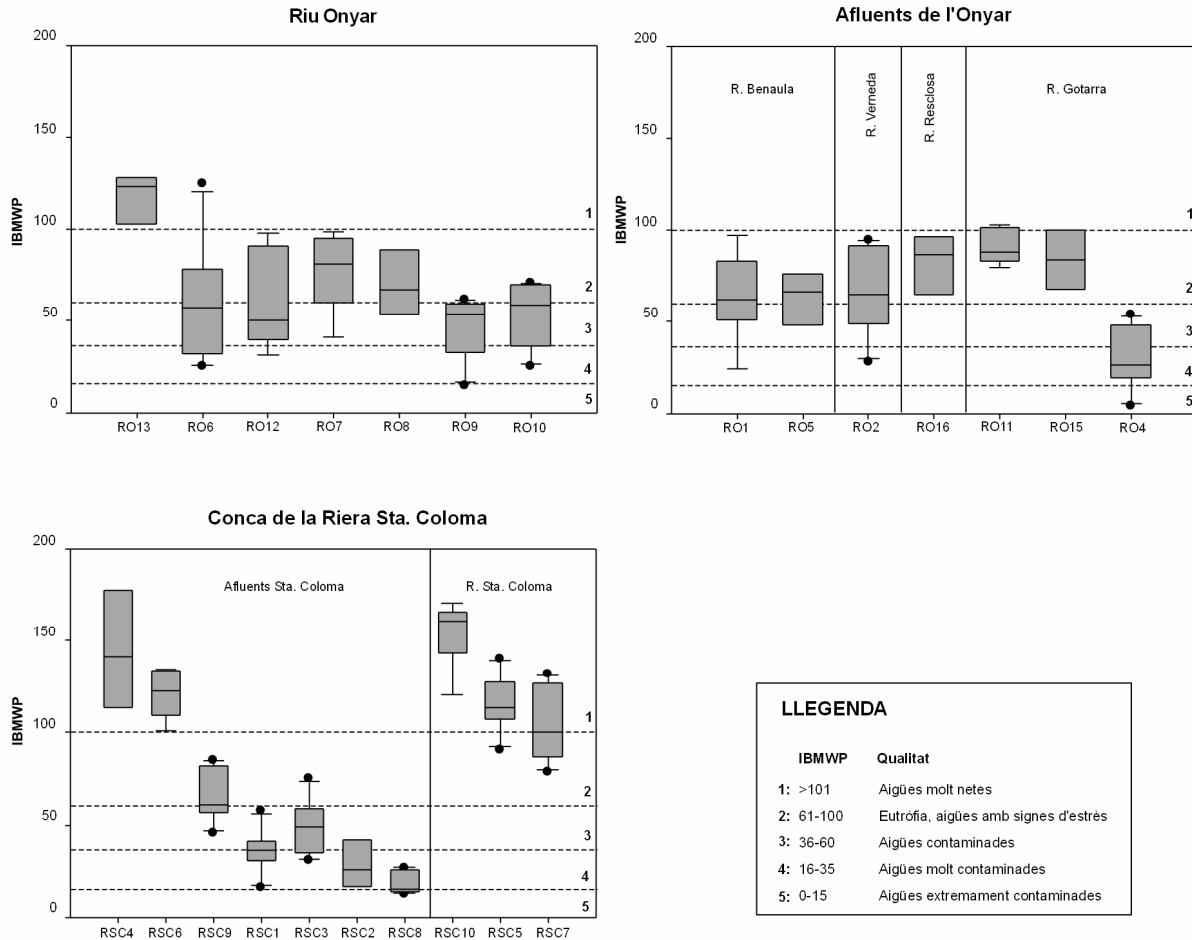 Riu Onyar
200
150
100
50
0
IBMWP
1
2
3
4
5
RO13 RO6 RO12 RO7 RO8 RO9 RO10
Afluents de l'Onyar
200
150
100
50
0
IBMWP
R. Benaula
R. Verneda
R. Resclosa
R. Gotarra
1
2
3
4
5
RO1 RO5 RO2 RO16 RO11 RO15 RO4
Conca de la Riera Sta. Coloma
200
150
100
50
0
IBMWP
Afluents Sta. Coloma
R. Sta. Coloma
1
2
3
4
5
RSC4 RSC6 RSC9 RSC1 RSC3 RSC2 RSC8 RSC10 RSC5 RSC7
LLEGENDA
IBMWP Qualitat
1: >101 Aigües molt netes
2: 61-100 Eutròfia, aigües amb signes d'estrès
3: 36-60 Aigües contaminades
4: 16-35 Aigües molt contaminades
5: 0-15 Aigües extremament contaminades